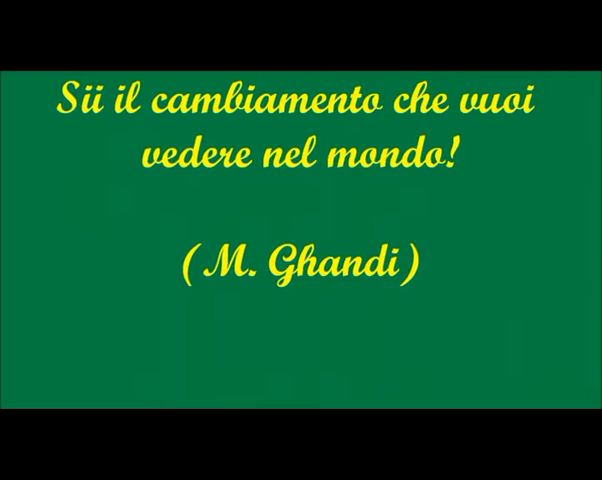 Sii il cambiamento che vuoi
vedere nel mondo!
(M. Ghandi)